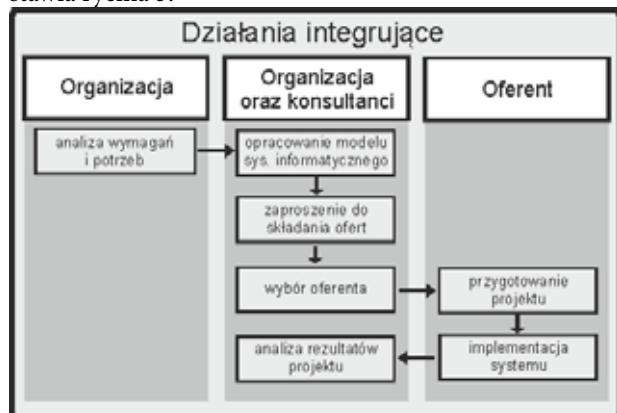 Działania integrujące
Organizacja
Organizacja
oraz konsultanci
Oferent
analiza wymagań
i potrzeb
opracowanie modelu
sys. informatycznego
zaproszenie do
składania ofert
wybór oferenta
przygotowanie
projektu
implementacja
systemu
analiza rezultatów
projektu